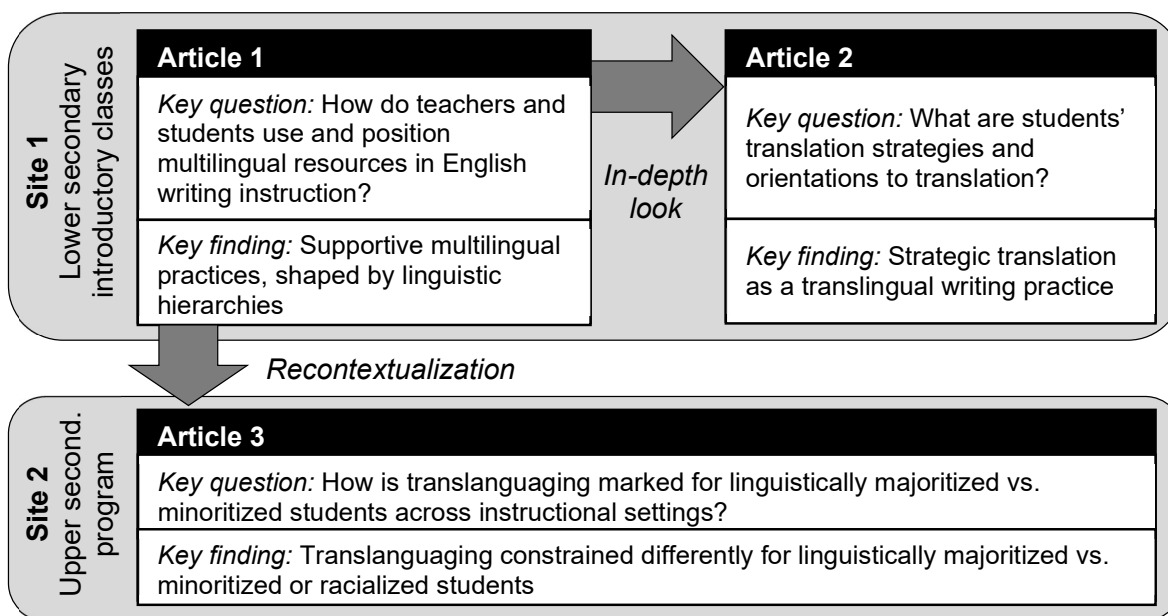 Site 1
Lower secondary
introductory classes
Article 1
Key question: How do teachers and
students use and position
multilingual resources in English
writing instruction?
Key finding: Supportive multilingual
practices, shaped by linguistic
hierarchies
In-depth
look
Article 2
Key question: What are students’
translation strategies and
orientations to translation?
Key finding: Strategic translation
as a translingual writing practice
Recontextualization
Site 2
Upper second.
program
Article 3
Key question: How is translanguaging marked for linguistically majoritized vs.
minoritized students across instructional settings?
Key finding: Translanguaging constrained differently for linguistically majoritized vs.
minoritized or racialized students